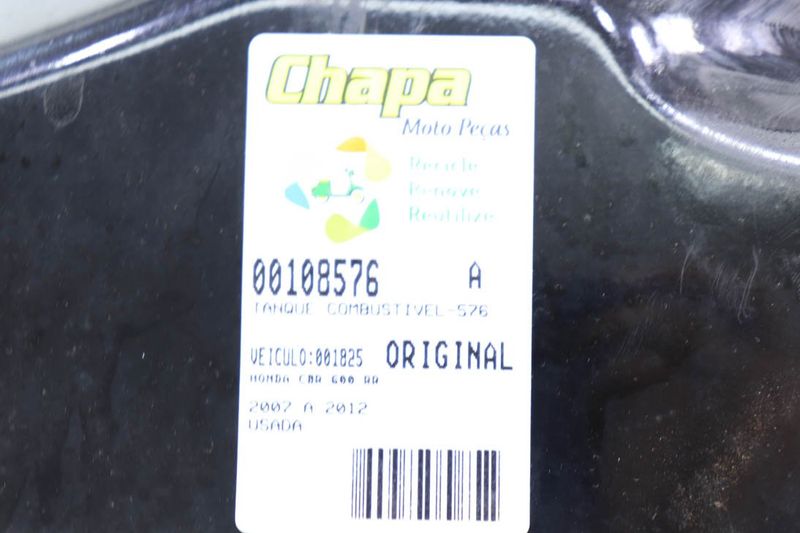 Chapa
Moto Peças
Recicle
Renove
Reutilize
00108576 A
TANQUE COMBUSTIVEL-576
VEICULO:001825 ORIGINAL
HONDA CBR 600 RR
2007 A 2012
USADA